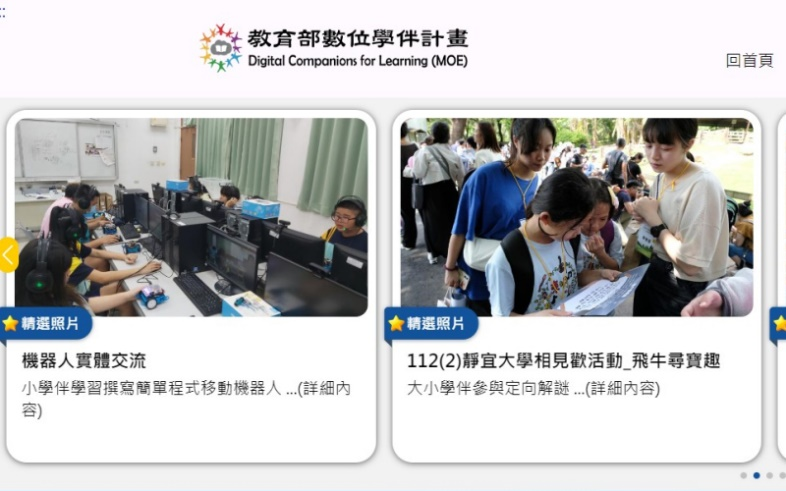 ::
教育部數位學伴計畫
Digital Companions for Learning (MOE)
回首頁
精選照片
機器人實體交流
小學伴學習撰寫簡單程式移動機器人 ...(詳細內
容)
精選照片
112(2)靜宜大學相見歡活動_飛牛尋寶趣
大小學伴參與定向解謎 ...(詳細內容)